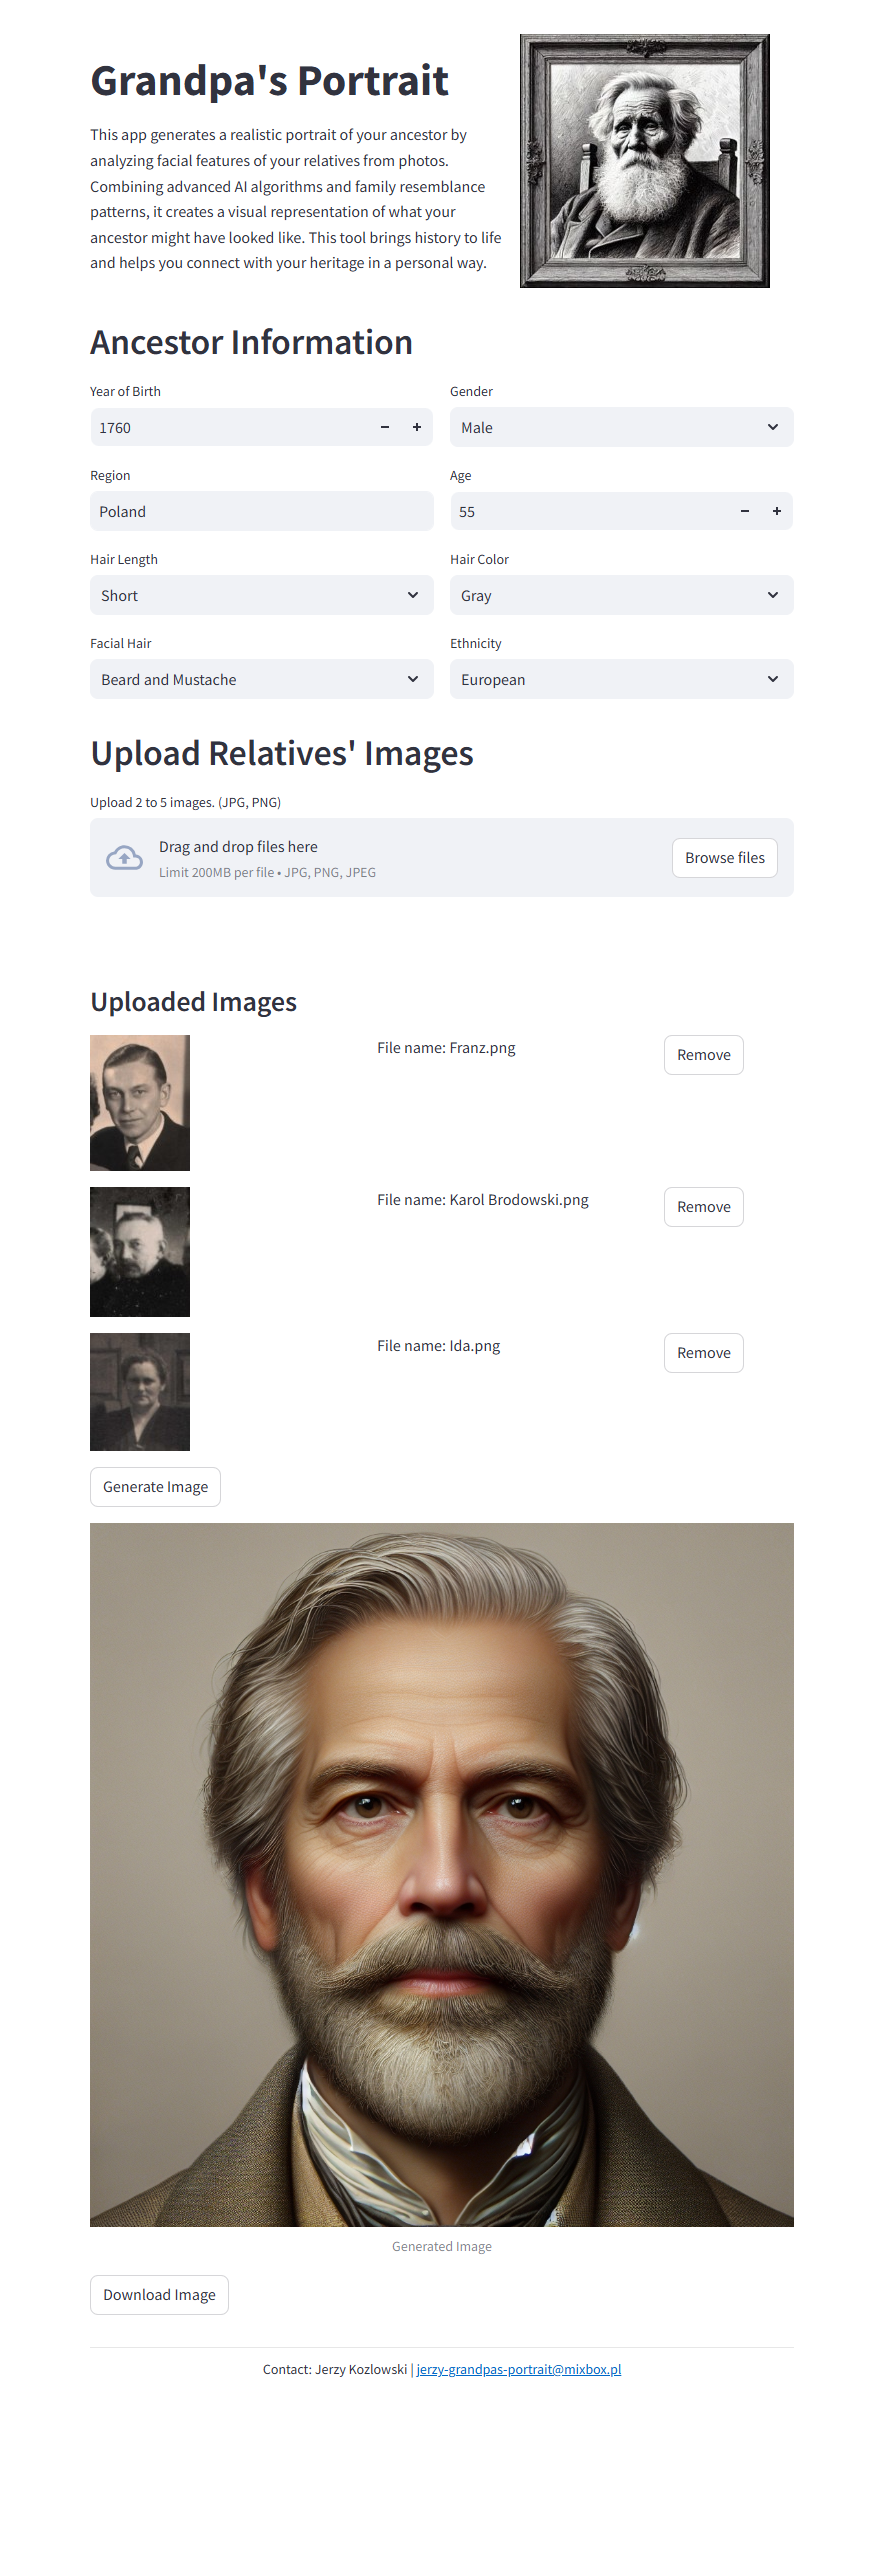 Grandpa's Portrait
This app generates a realistic portrait of your ancestor by
analyzing facial features of your relatives from photos.
Combining advanced AI algorithms and family resemblance
patterns, it creates a visual representation of what your
ancestor might have looked like. This tool brings history to life
and helps you connect with your heritage in a personal way.
Ancestor Information
Year of Birth
1760
Gender
Male
Region
Poland
Age
55
Hair Length
Short
Hair Color
Gray
Facial Hair
Beard and Mustache
Ethnicity
European
Upload Relatives' Images
Upload 2 to 5 images. (JPG, PNG)
Drag and drop files here
Limit 200MB per file • JPG, PNG, JPEG
Browse files
Uploaded Images
File name: Franz.png
Remove
File name: Karol Brodowski.png
Remove
File name: Ida.png
Remove
Generate Image
Generated Image
Download Image
Contact: Jerzy Kozlowski | jerzy-grandpas-portrait@mixbox.pl